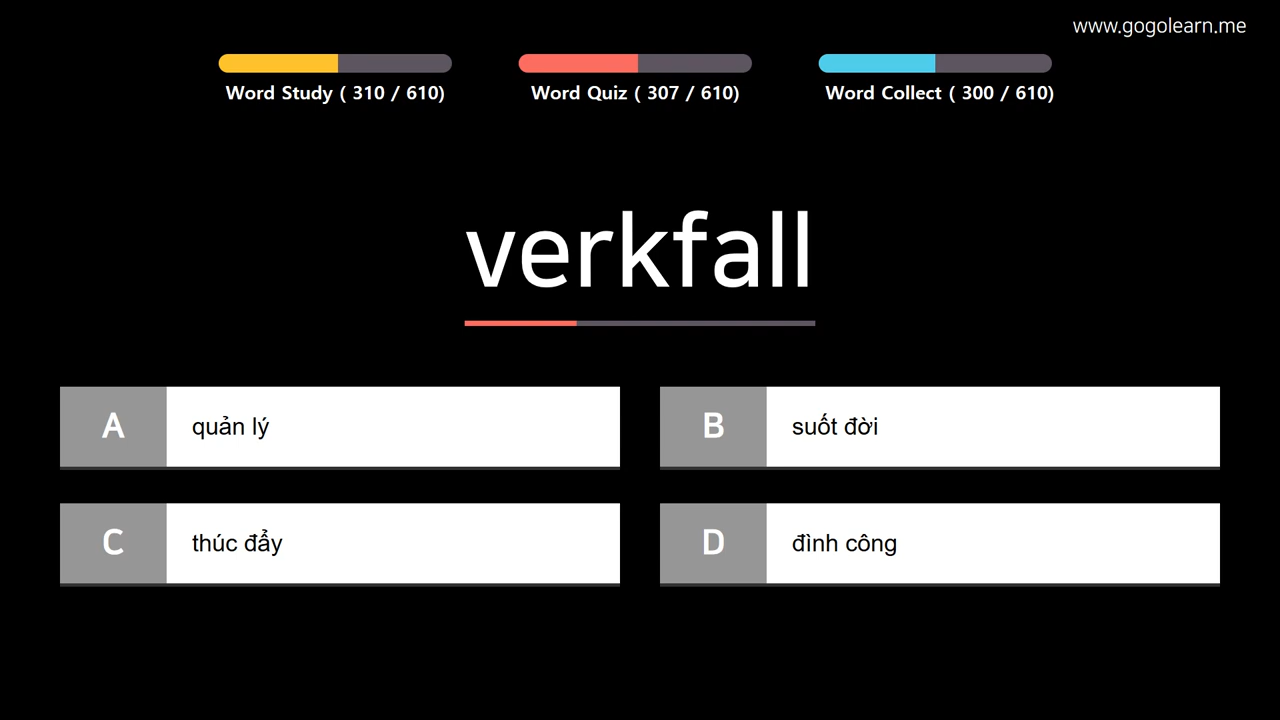 www.gogolearn.me
Word Study ( 310 / 610)
Word Quiz ( 307 / 610)
Word Collect ( 300 / 610)
verkfall
A quản lý
B suốt đời
C thúc đẩy
D đình công